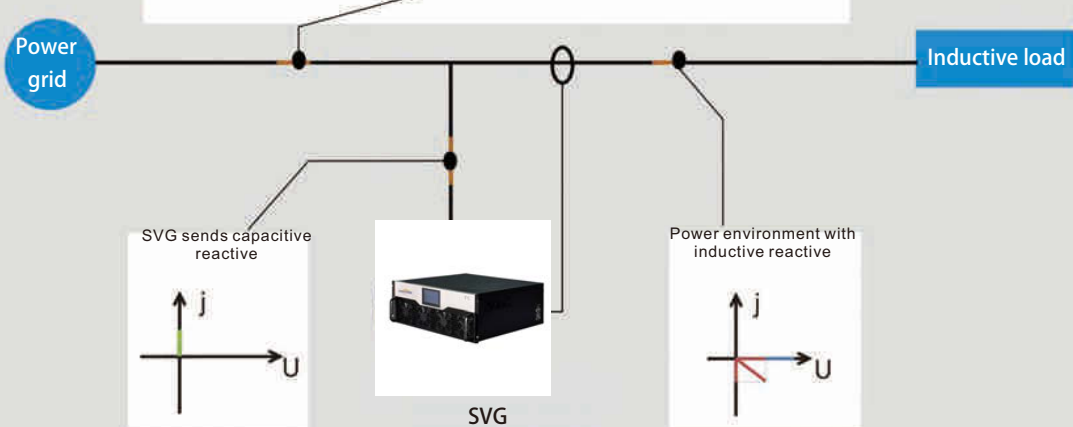 Power
grid
Inductive load
SVG sends capacitive
reactive
j
U
SVG
Power environment with
inductive reactive
j
U